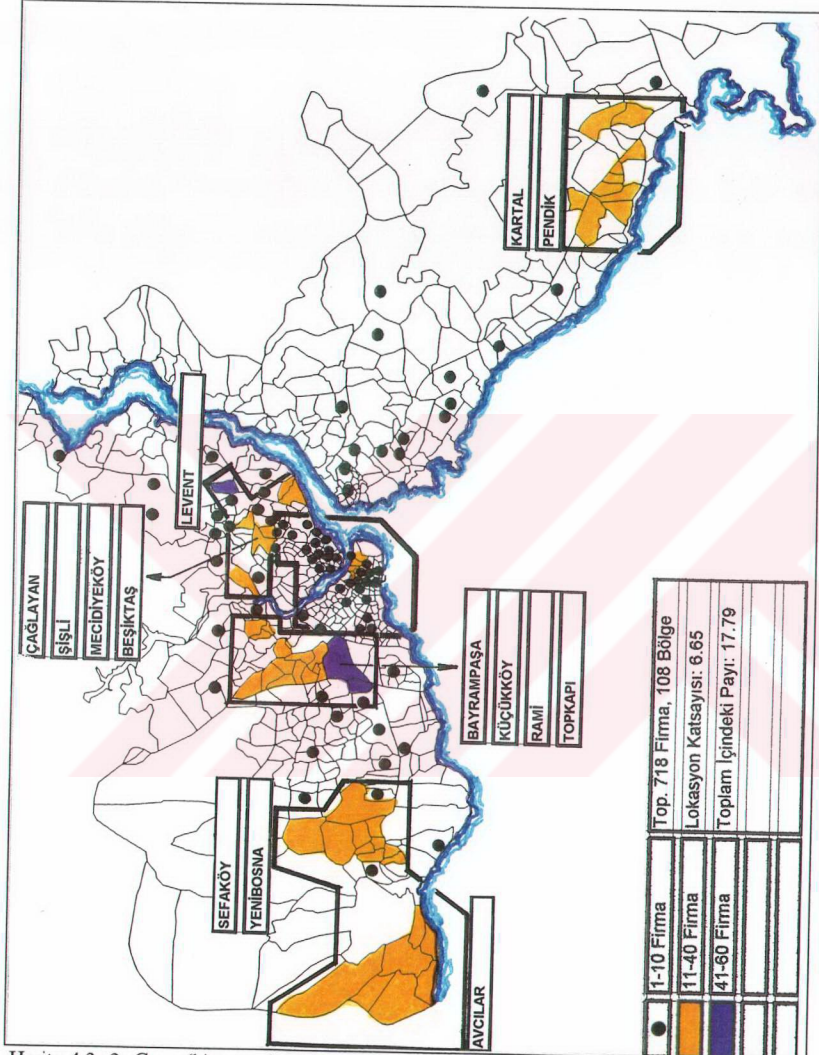 ÇAĞLAYAN
ŞİŞLİ
MECİDİYEKÖY
BEŞİKTAŞ
LEVENT
KARTAL
PENDİK
SEFAKÖY
YENİBOSNA
BAYRAMPAŞA
KÜÇÜKKÖY
RAMİ
TOPKAPI
AVCILAR
1-10 Firma
11-40 Firma
41-60 Firma
Top. 718 Firma, 108 Bölge
Lokasyon Katsayısı: 6.65
Toplam İçindeki Payı: 17.79